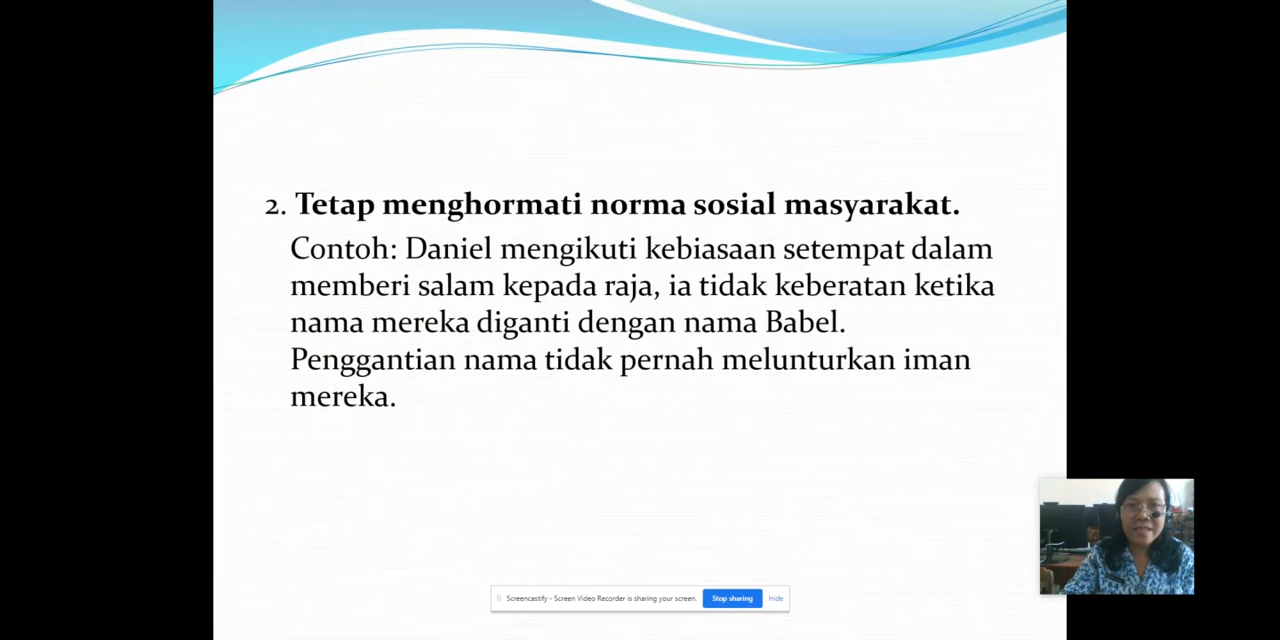 2. Tetap menghormati norma sosial masyarakat.
Contoh: Daniel mengikuti kebiasaan setempat dalam
memberi salam kepada raja, ia tidak keberatan ketika
nama mereka diganti dengan nama Babel.
Penggantian nama tidak pernah melunturkan iman
mereka.
Screencastify - Screen Video Recorder is sharing your screen. Stop sharing Hide